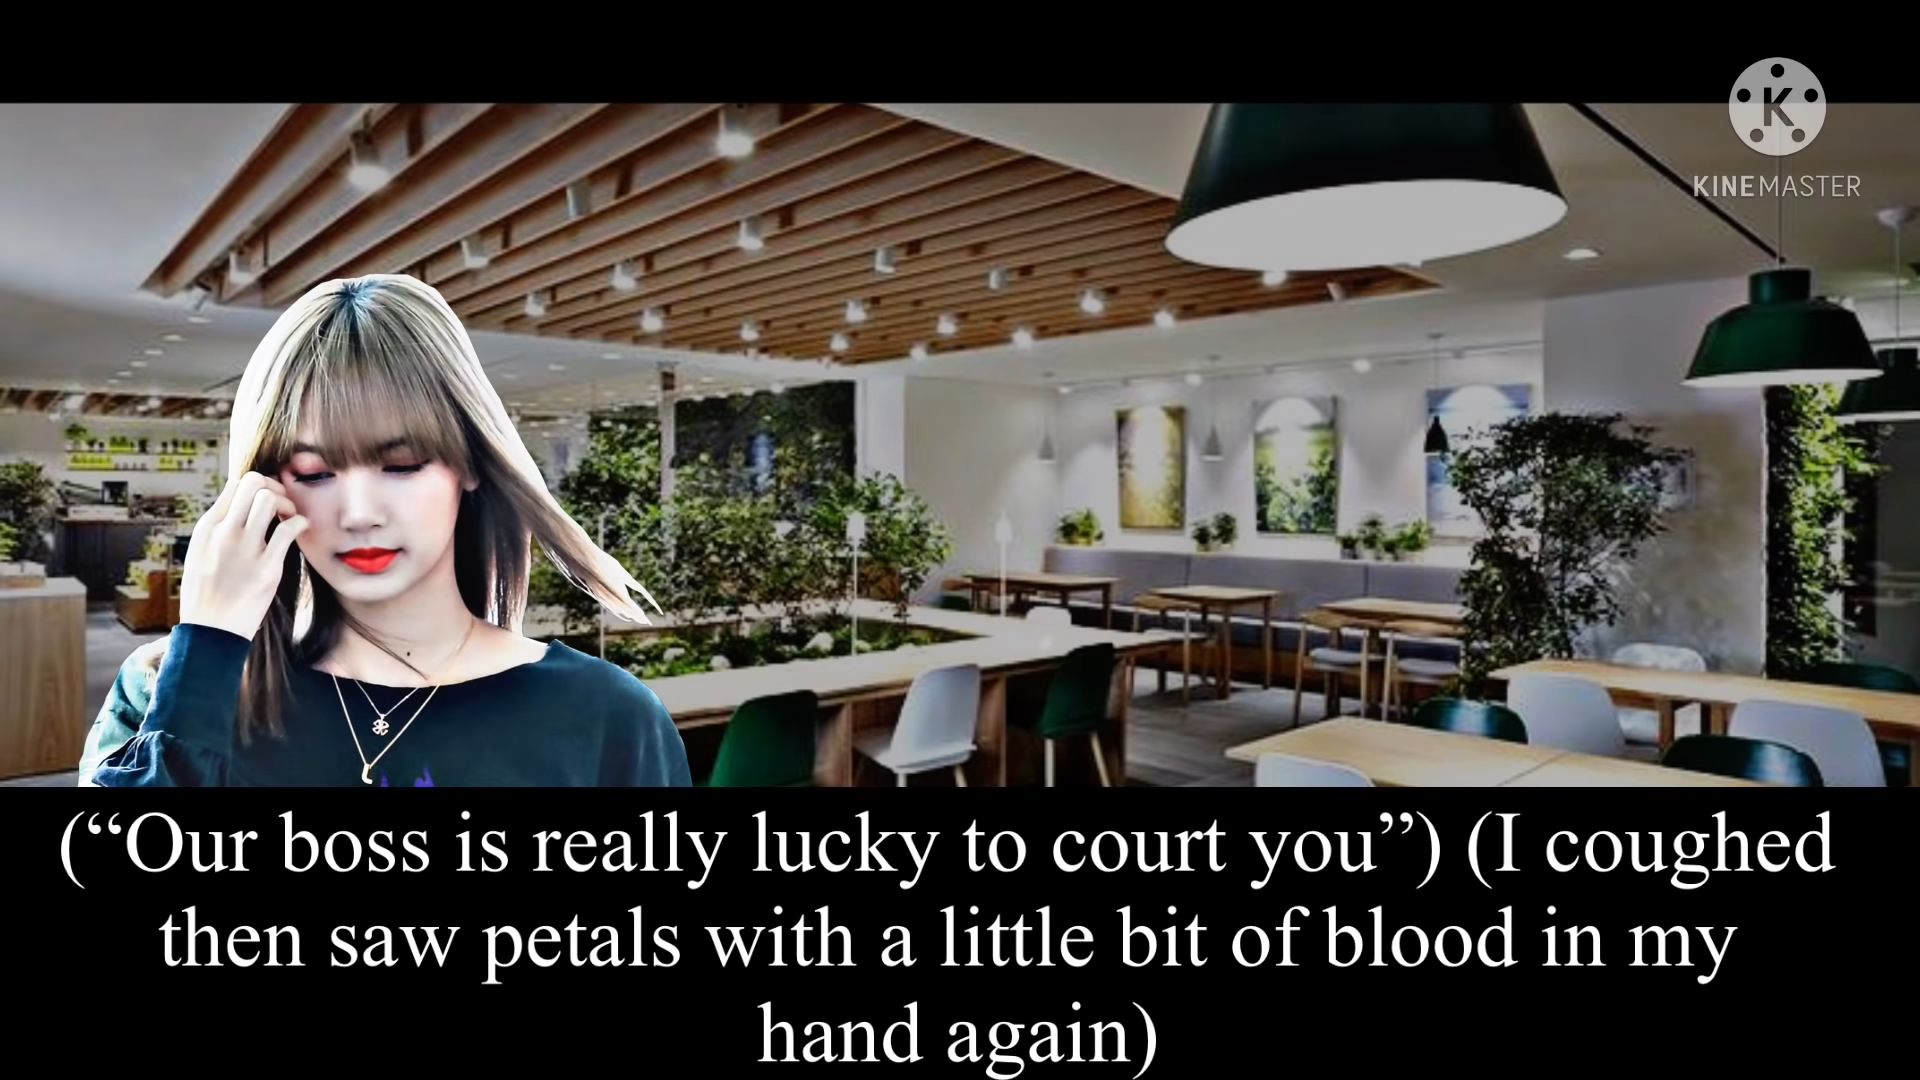 K
KINEMASTER
(“Our boss is really lucky to court you”) (I coughed
then saw petals with a little bit of blood in my
hand again)